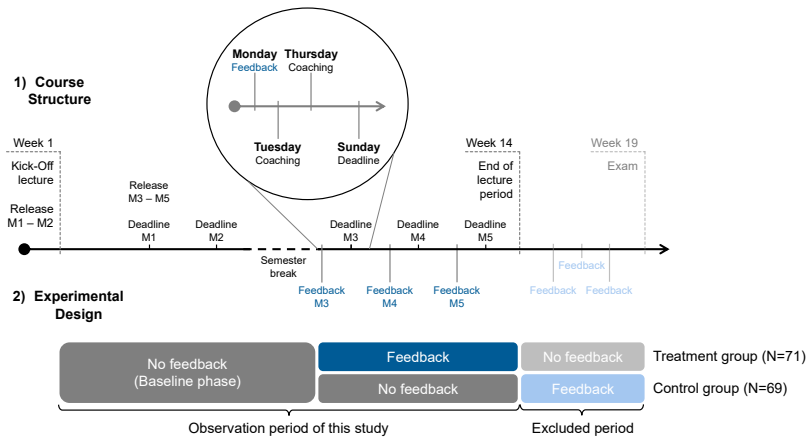 1) Course
Structure
Monday
Feedback
Thursday
Coaching
Tuesday
Coaching
Sunday
Deadline
Week 1
Kick-Off
lecture
Week 14
End of
lecture
period
Week 19
Exam
Release
M1 – M2
Release
M3 – M5
Deadline
M1
Deadline
M2
Semester
break
Deadline
M3
Deadline
M4
Deadline
M5
Feedback
M3
Feedback
M4
Feedback
M5
Feedback
Feedback
Feedback
2) Experimental
Design
No feedback
(Baseline phase)
Feedback
No feedback
Treatment group (N=71)
No feedback
Feedback
Control group (N=69)
Observation period of this study
Excluded period